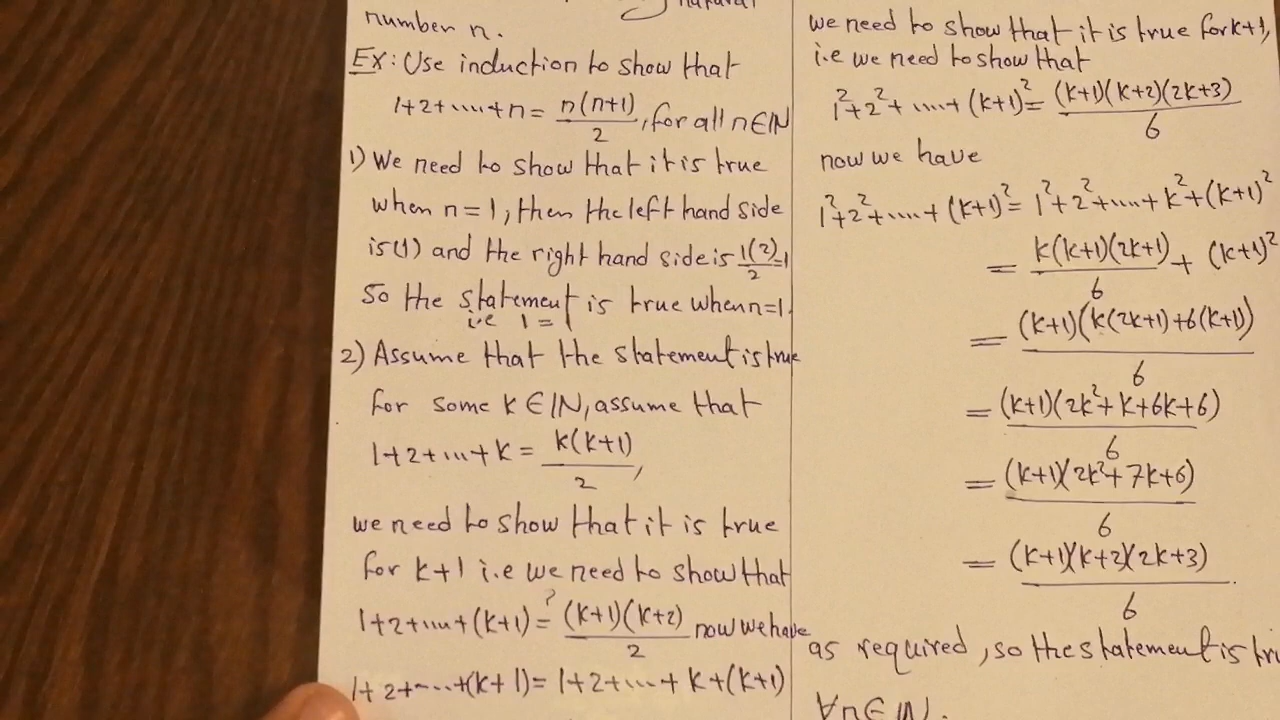 natural
number n.
Ex: Use induction to show that
1+2+.....+n = n(n+1)/2, for all n∈ℕ
1) We need to show that it is true
when n=1, then the left hand side
is (1) and the right hand side is 1(2)/2=1
So the statement is true when n=1.
i.e 1=1
2) Assume that the statement is true
for some k∈ℕ, assume that
1+2+...+k = k(k+1)/2,
we need to show that it is true
for k+1 i.e we need to show that
1+2+...+(k+1) =? (k+1)(k+2)/2 now we have
1+2+....+(k+1) = 1+2+...+k+(k+1)
we need to show that it is true for k+1,
i.e we need to show that
1²+2²+.....+(k+1)² = (k+1)(k+2)(2k+3)/6
now we have
1²+2²+.....+(k+1)² = 1²+2²+.....+k²+(k+1)²
= k(k+1)(2k+1)/6 + (k+1)²
= (k+1)(k(2k+1)+6(k+1))/6
= (k+1)(2k²+k+6k+6)/6
= (k+1)(2k²+7k+6)/6
= (k+1)(k+2)(2k+3)/6
as required, so the statement is tru
∀n∈ℕ.